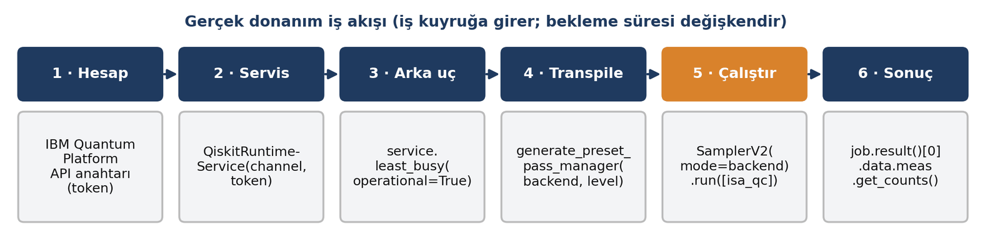 Gerçek donanım iş akışı (iş kuyruğa girer; bekleme süresi değişkendir)
1 · Hesap
2 · Servis
3 · Arka uç
4 · Transpile
5 · Çalıştır
6 · Sonuç
IBM Quantum
Platform
API anahtarı
(token)
QiskitRuntime-
Service(channel,
token)
service.
least_busy(
operational=True)
generate_preset_
pass_manager(
backend, level)
SamplerV2(
mode=backend)
.run([isa_qc])
job.result()[0]
.data.meas
.get_counts()